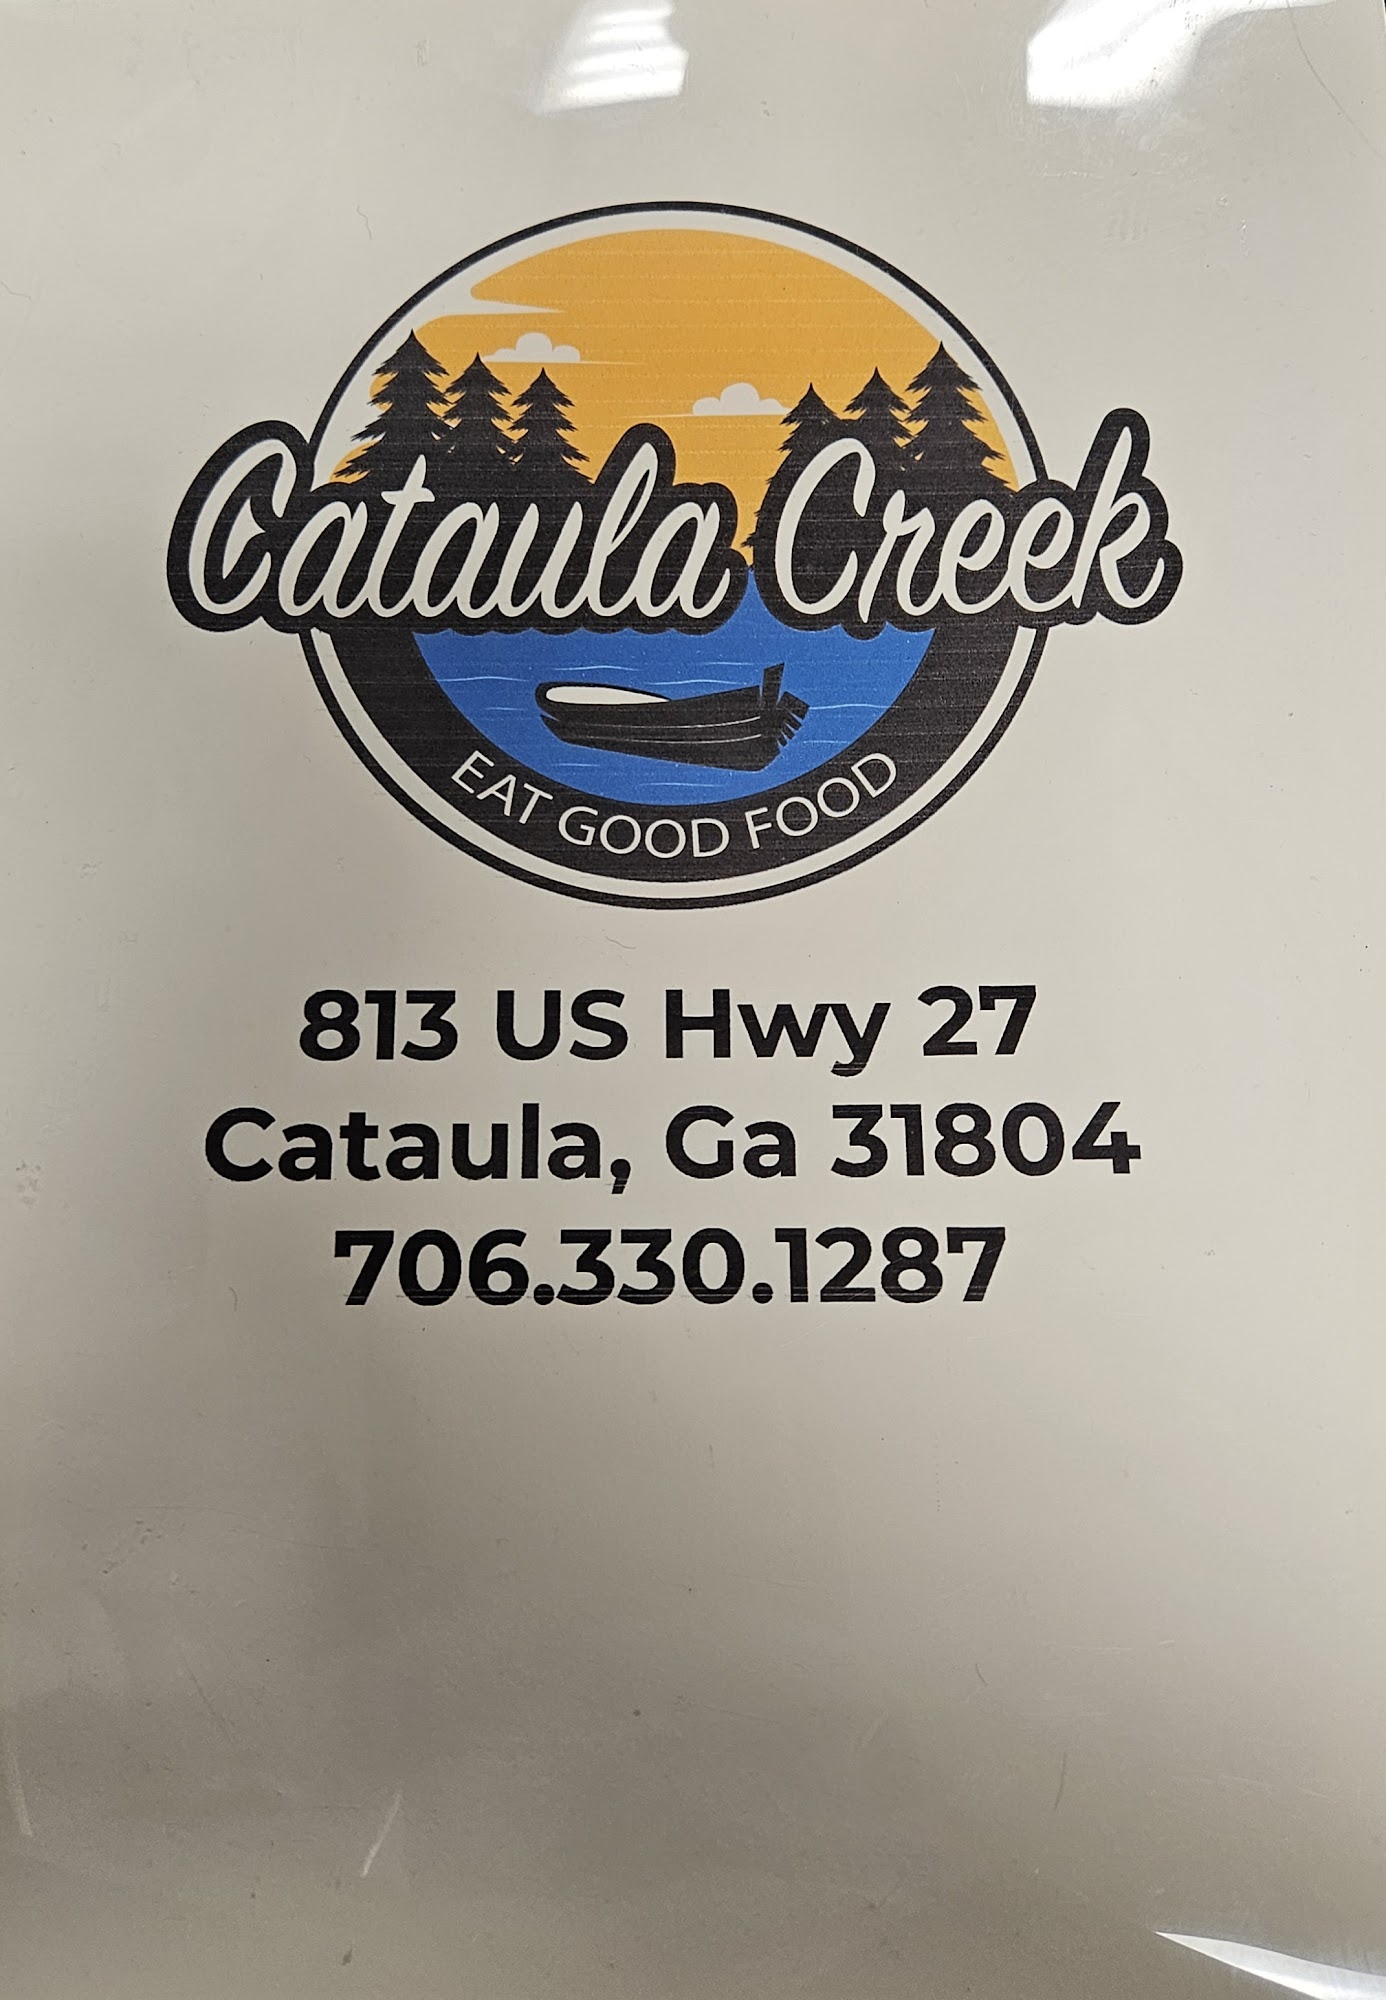 Cataula Creek
EAT GOOD FOOD
813 US Hwy 27
Cataula, Ga 31804
706.330.1287